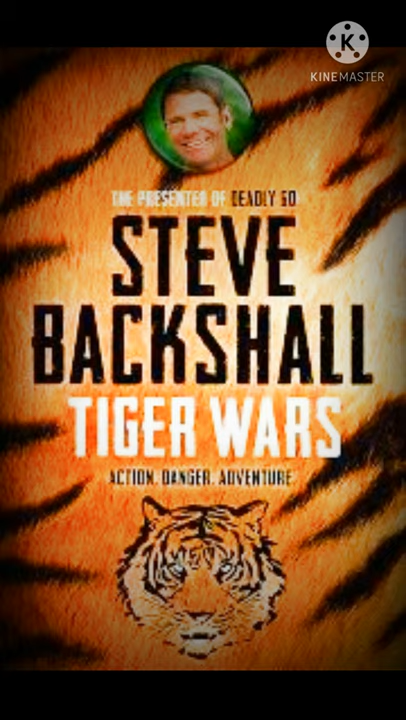 KINEMASTER
THE PRESENTER OF DEADLY 60
STEVE
BACKSHALL
TIGER WARS
ACTION. DANGER. ADVENTURE.